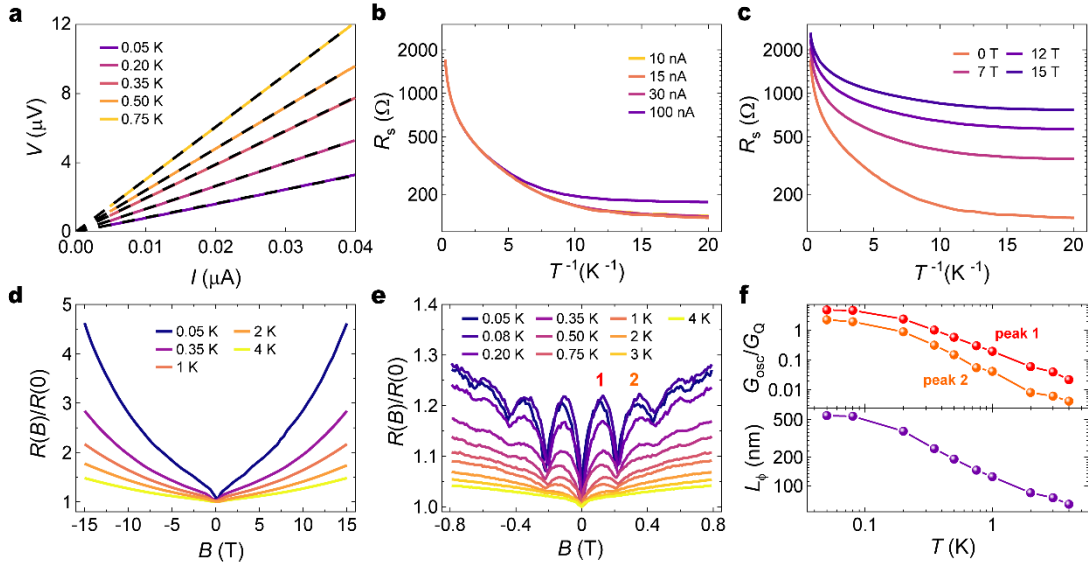 a
12
8
4
0
V (μV)
0.05 K
0.20 K
0.35 K
0.50 K
0.75 K
0.00 0.01 0.02 0.03 0.04
I (μA)
b
2000
1000
500
200
Rs (Ω)
10 nA
15 nA
30 nA
100 nA
0 5 10 15 20
T⁻¹(K⁻¹)
c
2000
1000
500
200
Rs (Ω)
0 T 12 T
7 T 15 T
0 5 10 15 20
T⁻¹(K⁻¹)
d
5
4
3
2
1
R(B)/R(0)
0.05 K 2 K
0.35 K 4 K
1 K
-15 -10 -5 0 5 10 15
B (T)
e
1.4
1.3
1.2
1.1
1.0
R(B)/R(0)
0.05 K 0.35 K 1 K 4 K
0.08 K 0.50 K 2 K
0.20 K 0.75 K 3 K
1 2
-0.8 -0.4 0 0.4 0.8
B (T)
f
1
0.1
0.01
Gosc/GQ
peak 1
peak 2
500
200
100
Lϕ (nm)
0.1 1
T (K)